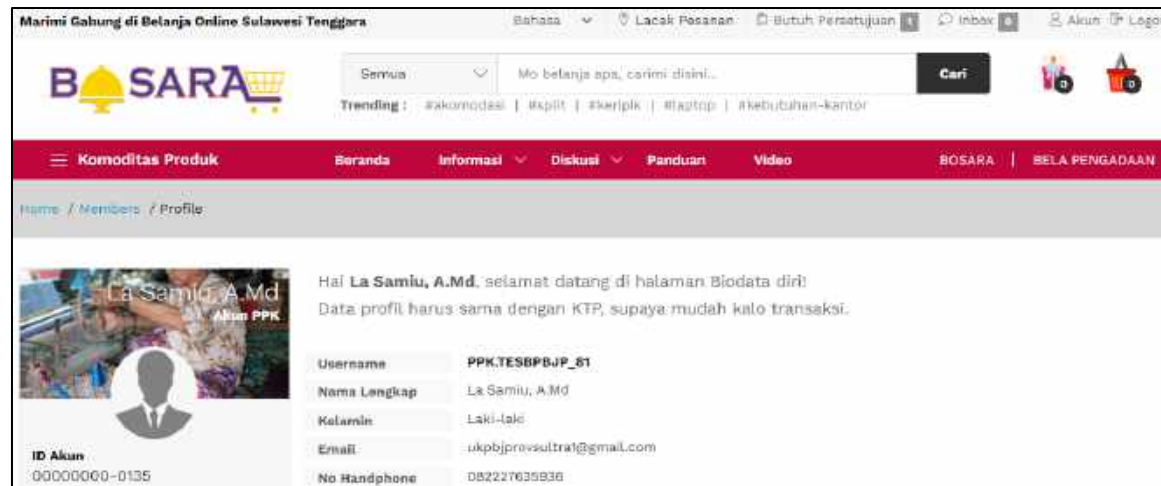 Marimi Gabung di Belanja Online Sulawesi Tenggara
Bahasa Lacak Pesanan Butuh Persetujuan 1 Inbox Akun Logo
BOSARA
Semua Mo belanja apa, carimi disini... Cari 0 0
Trending : #akomodasi | #split | #keripik | #laptop | #kebutuhan-kantor
Komoditas Produk Beranda Informasi Diskusi Panduan Video BOSARA | BELA PENGADAAN
Home / Members / Profile
La Samiu, A.Md
Akun PPK
Hai La Samiu, A.Md, selamat datang di halaman Biodata diri!
Data profil harus sama dengan KTP, supaya mudah kalo transaksi.
Username PPK.TESBPBJP_81
Nama Lengkap La Samiu, A.Md
Kelamin Laki-laki
Email ukpbjprovsultra1@gmail.com
No Handphone 082227635936
ID Akun
00000000-0135